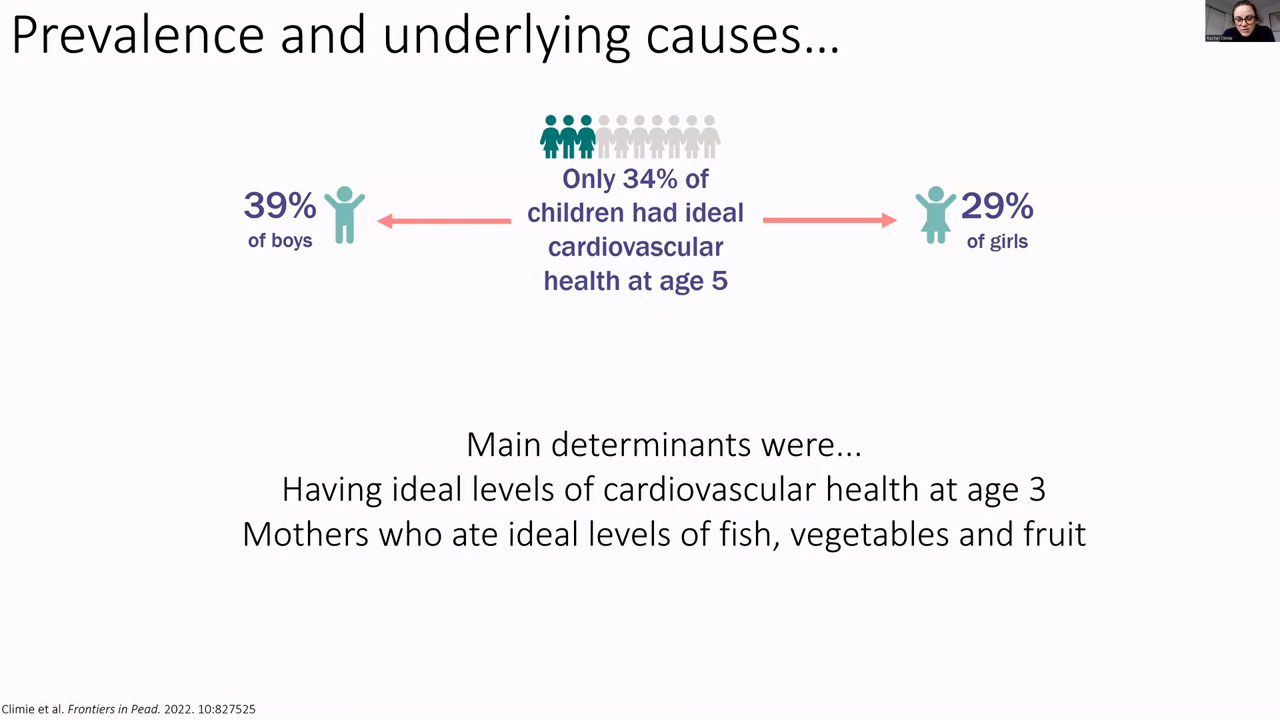 Prevalence and underlying causes...
Rachel Climie
Only 34% of
children had ideal
cardiovascular
health at age 5
39%
of boys
29%
of girls
Main determinants were...
Having ideal levels of cardiovascular health at age 3
Mothers who ate ideal levels of fish, vegetables and fruit
Climie et al. Frontiers in Pead. 2022. 10:827525